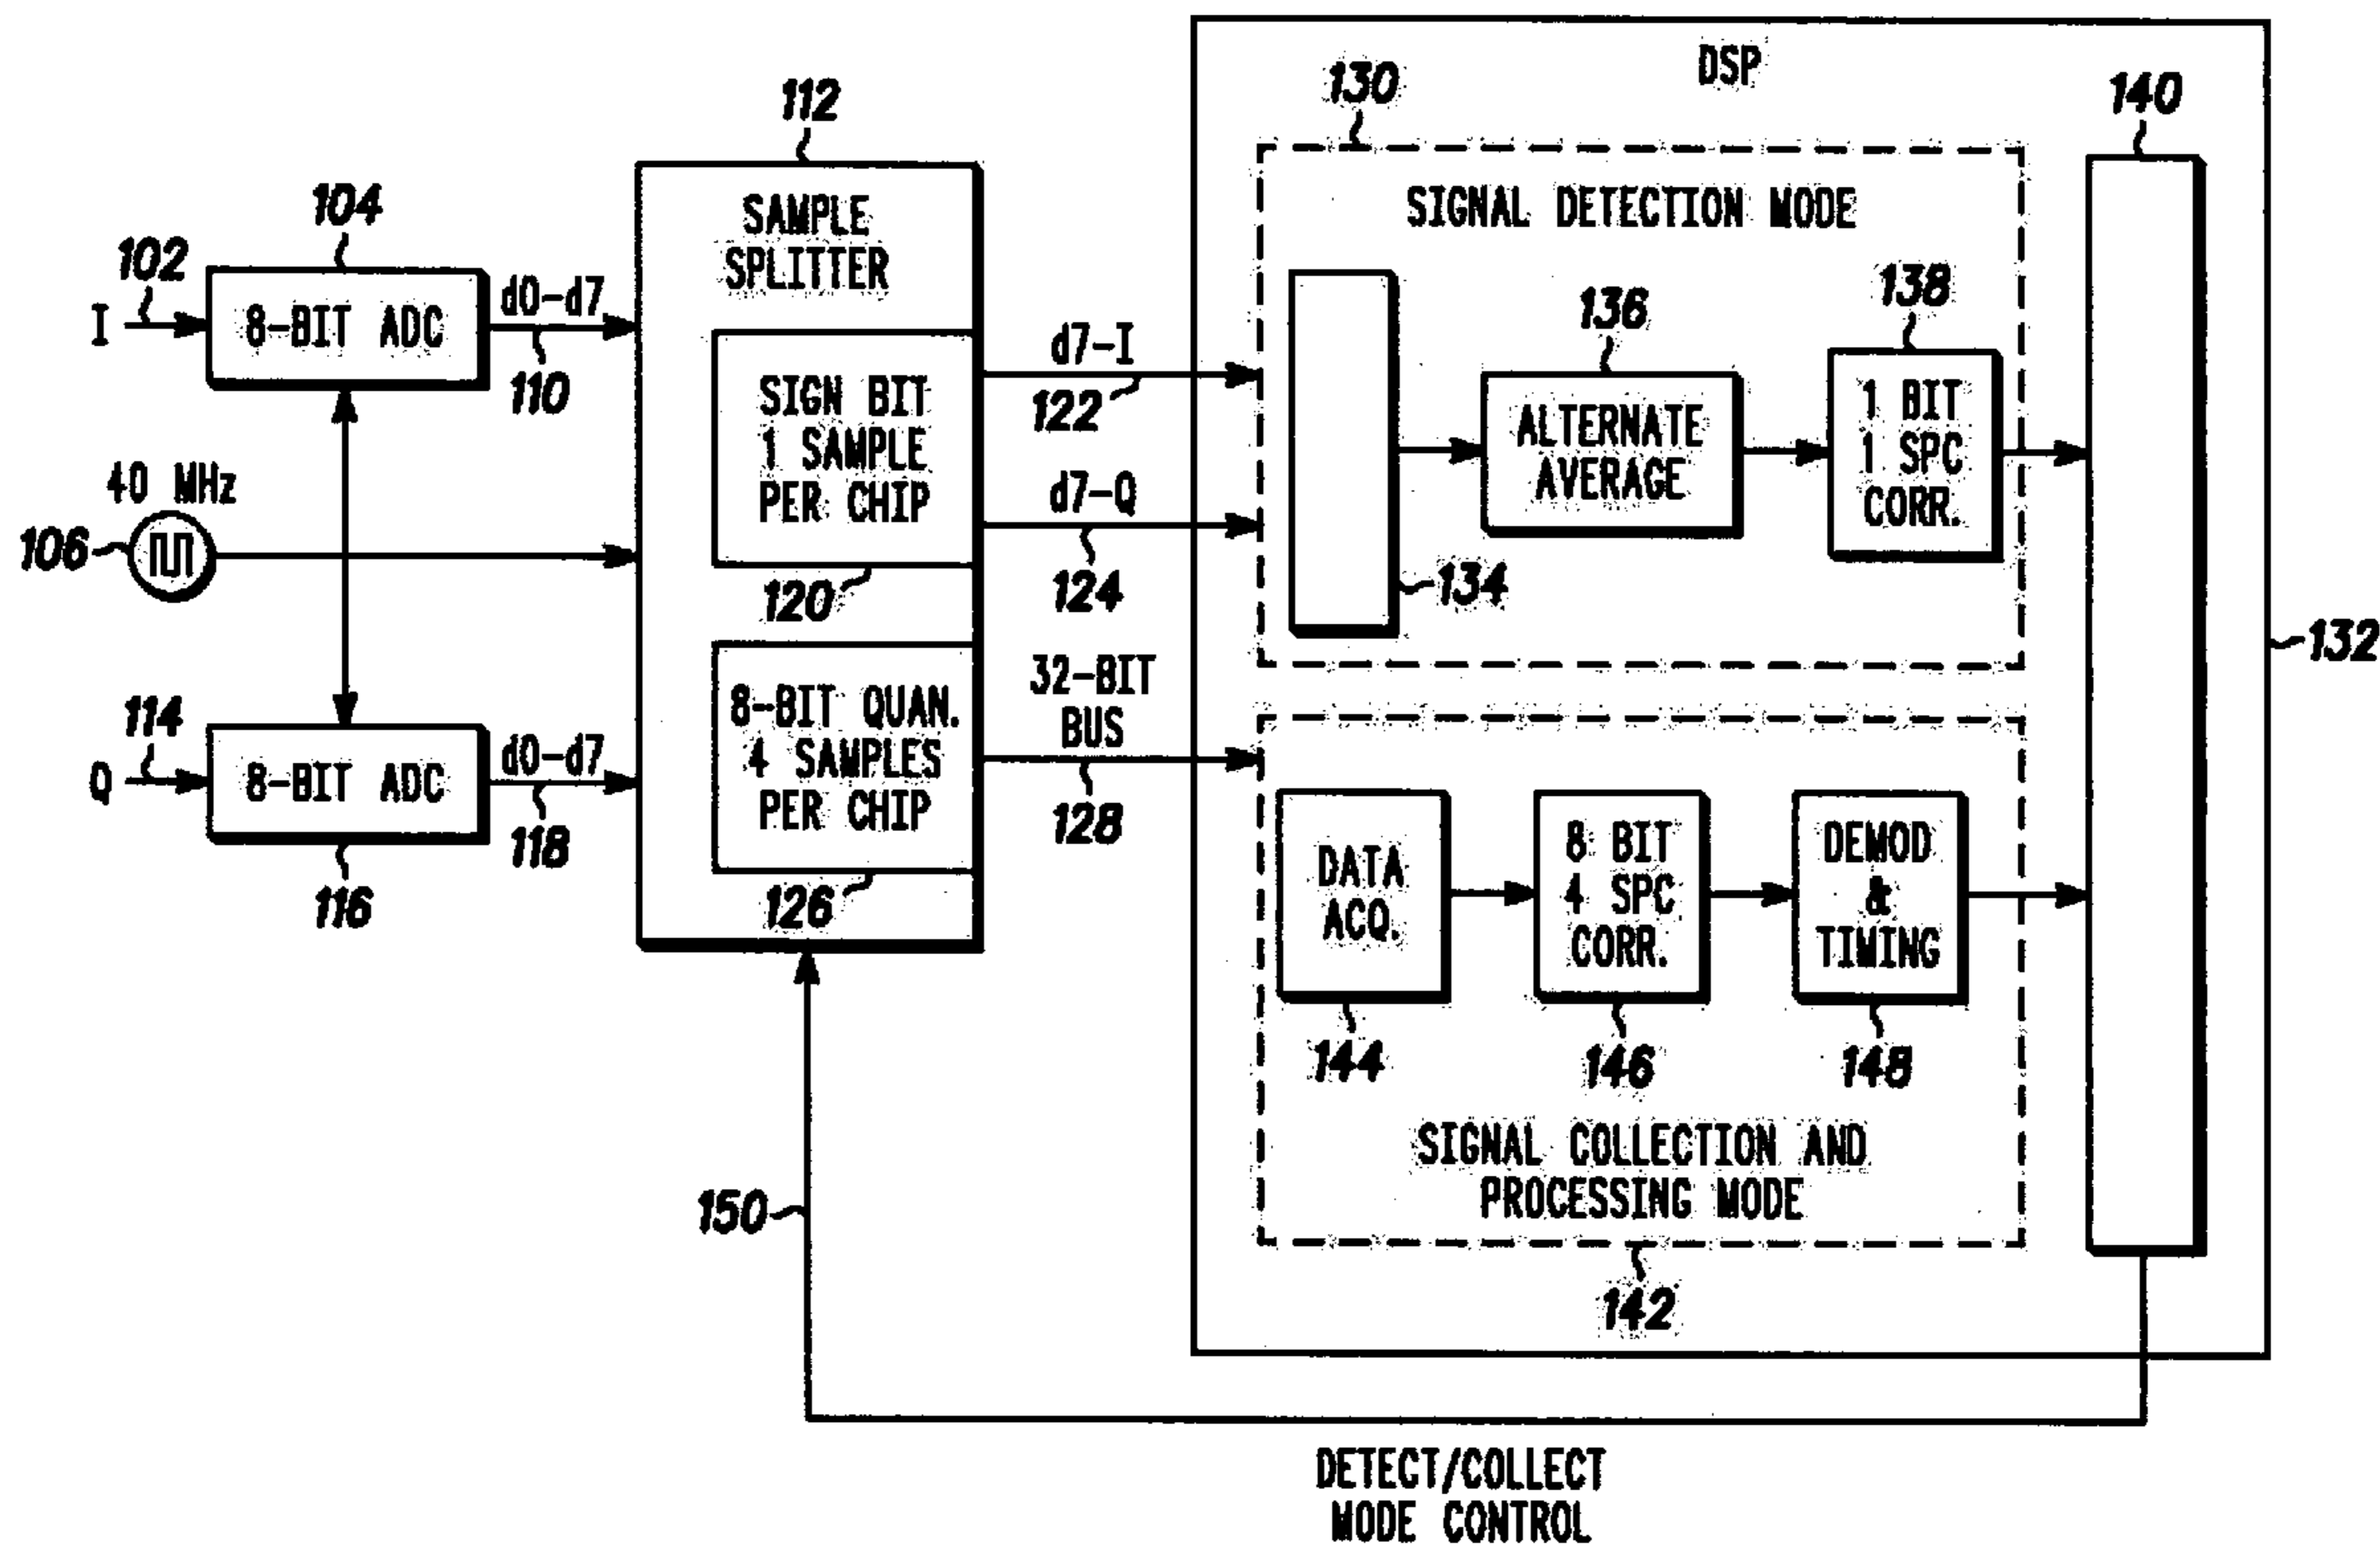 DSP
112
130
140
SAMPLE
SPLITTER
SIGNAL DETECTION MODE
104
102
I
8-BIT ADC
d0-d7
110
138
136
d7-I
122
SIGN BIT
1 SAMPLE
PER CHIP
ALTERNATE
AVERAGE
1 BIT
1 SPC
CORR.
40 MHz
106
d7-Q
124
120
134
132
114
Q
8-BIT ADC
d0-d7
118
116
8-BIT QUAN.
4 SAMPLES
PER CHIP
126
32-BIT
BUS
128
DATA
ACQ.
8 BIT
4 SPC
CORR.
DEMOD
&
TIMING
144
146
148
SIGNAL COLLECTION AND
PROCESSING MODE
150
142
DETECT/COLLECT
MODE CONTROL